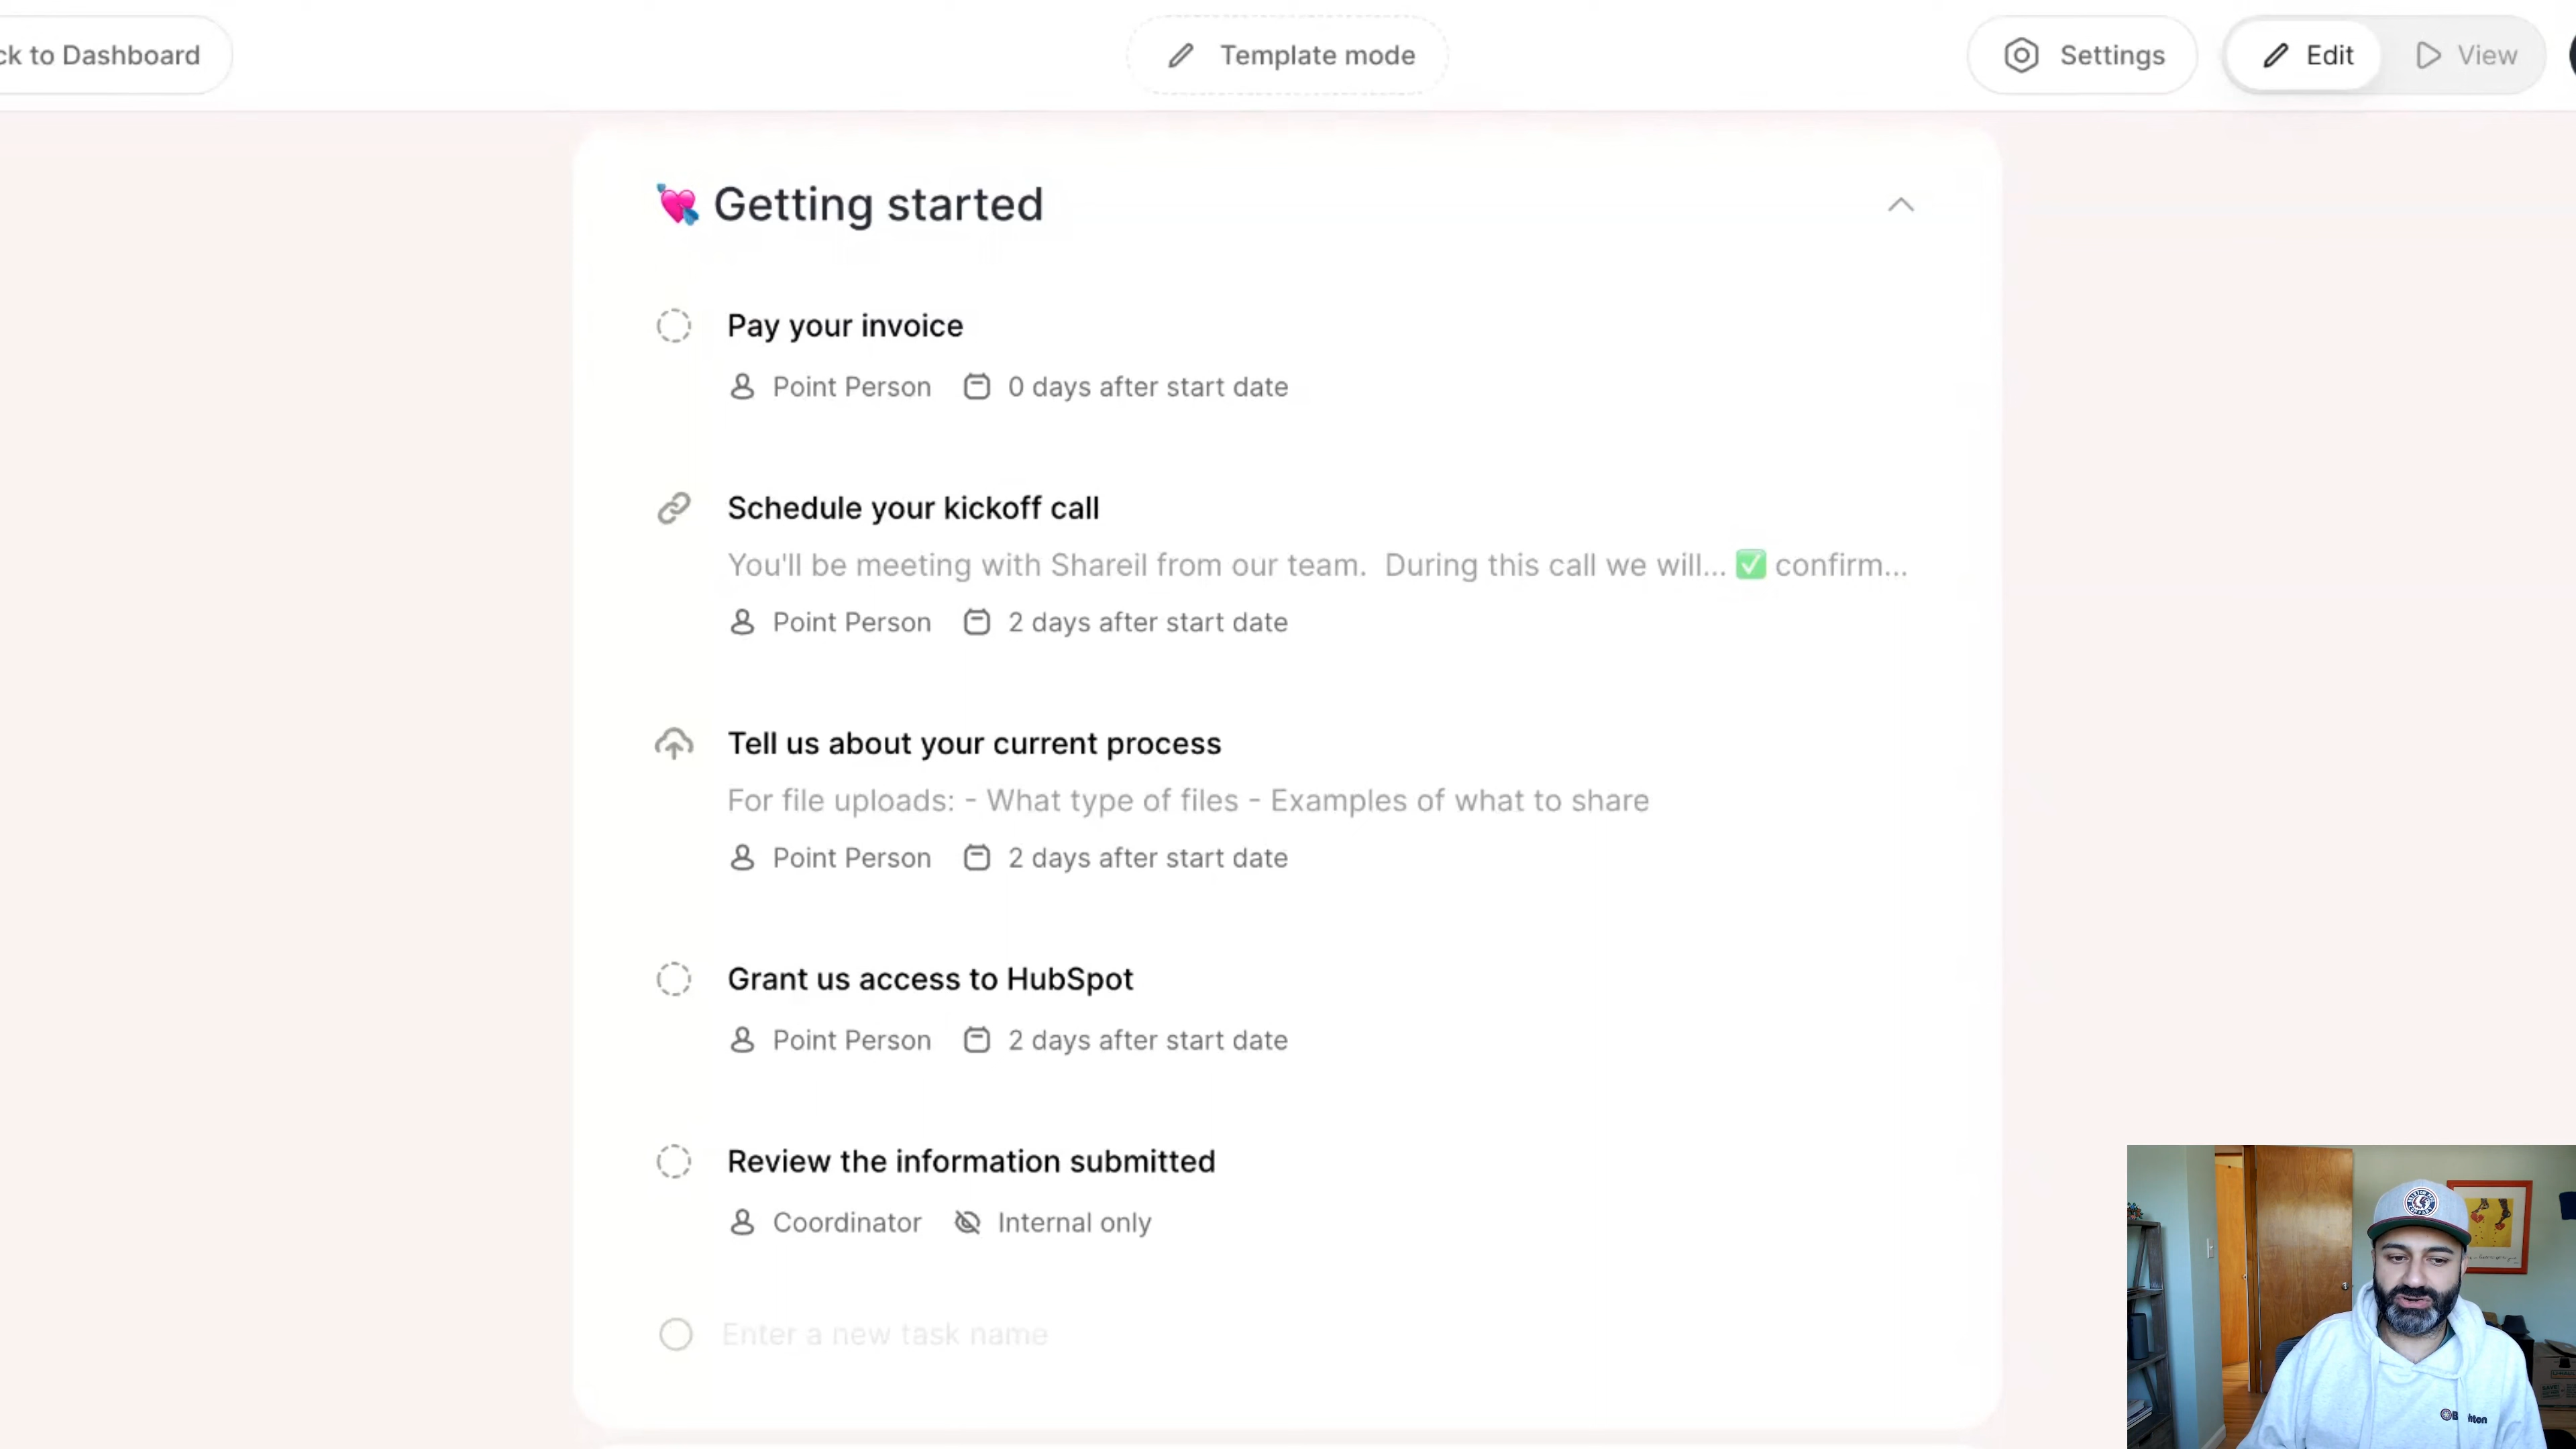 ck to Dashboard
Template mode
Settings
Edit
View
Getting started
Pay your invoice
Point Person
0 days after start date
Schedule your kickoff call
You'll be meeting with Shareil from our team. During this call we will... ✅ confirm...
Point Person
2 days after start date
Tell us about your current process
For file uploads: - What type of files - Examples of what to share
Point Person
2 days after start date
Grant us access to HubSpot
Point Person
2 days after start date
Review the information submitted
Coordinator
Internal only
Enter a new task name